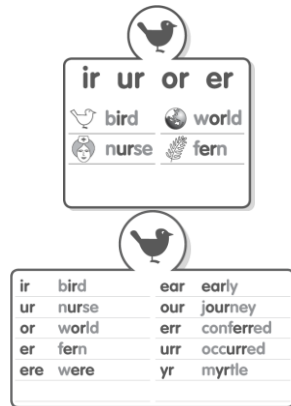 ir ur or er
bird world
nurse fern
ir bird ear early
ur nurse our journey
or world err conferred
er fern urr occurred
ere were yr myrtle